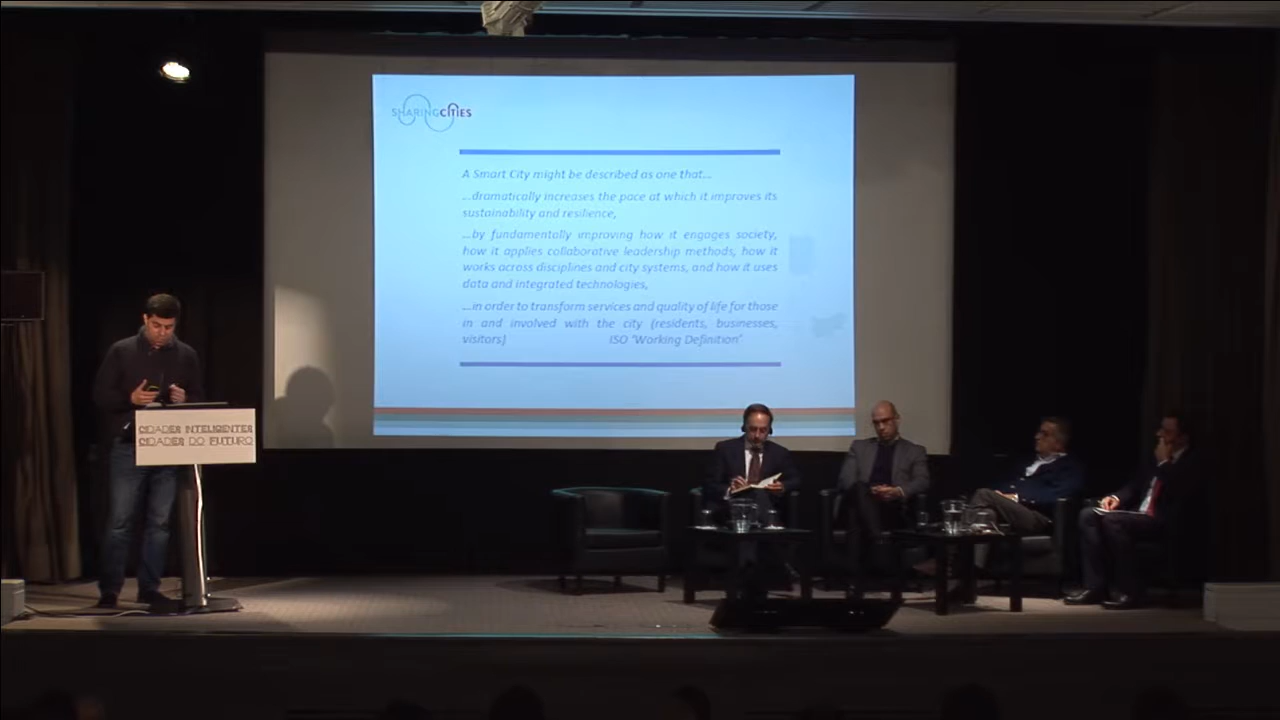 SHARINGCITIES
A Smart City might be described as one that...
...dramatically increases the pace at which it improves its
sustainability and resilience,
...by fundamentally improving how it engages society,
how it applies collaborative leadership methods, how it
works across disciplines and city systems, and how it uses
data and integrated technologies,
...in order to transform services and quality of life for those
in and involved with the city (residents, businesses,
visitors) ISO "Working Definition"
CIDADES INTELIGENTES
CIDADES DO FUTURO